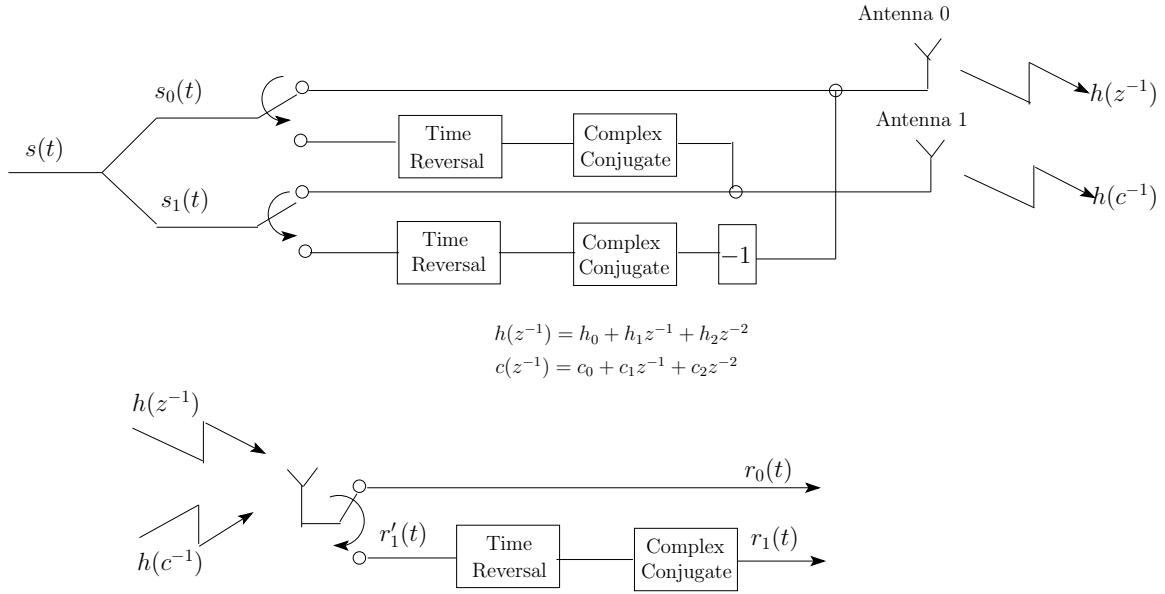 Antenna 0
s_0(t)
h(z^{-1})
Antenna 1
s(t)
Time
Reversal
Complex
Conjugate
s_1(t)
h(c^{-1})
Time
Reversal
Complex
Conjugate
−1
h(z^{-1}) = h_0 + h_1z^{-1} + h_2z^{-2}
c(z^{-1}) = c_0 + c_1z^{-1} + c_2z^{-2}
h(z^{-1})
r_0(t)
h(c^{-1})
r'_1(t)
Time
Reversal
Complex
Conjugate
r_1(t)